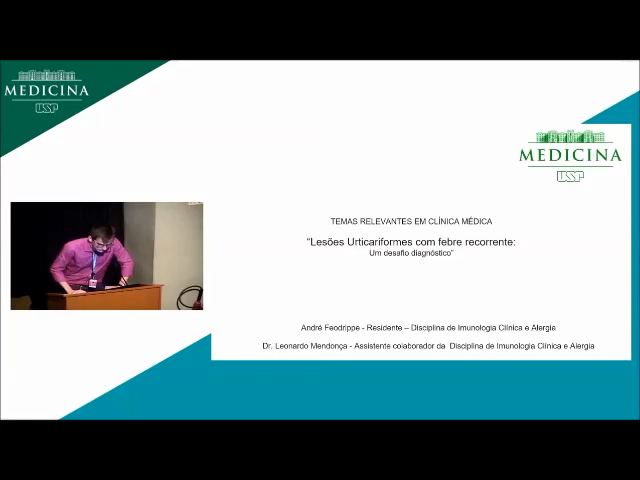 MEDICINA
USP
MEDICINA
USP
TEMAS RELEVANTES EM CLÍNICA MÉDICA
“Lesões Urticariformes com febre recorrente:
Um desafio diagnóstico”
André Feodrippe - Residente – Disciplina de Imunologia Clínica e Alergia
Dr. Leonardo Mendonça - Assistente colaborador da Disciplina de Imunologia Clínica e Alergia